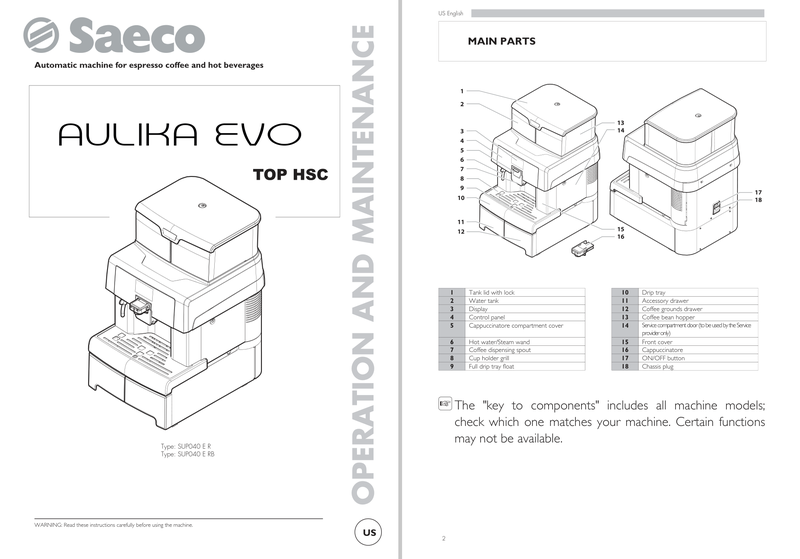 Saeco
Automatic machine for espresso coffee and hot beverages
AULIKA EVO
TOP HSC
Type: SUP040 E R
Type: SUP040 E RB
WARNING: Read these instructions carefully before using the machine.
OPERATION AND MAINTENANCE
US
US English
MAIN PARTS
1
2
3
4
5
6
7
8
9
10
11
12
13
14
15
16
17
18
1 Tank lid with lock
2 Water tank
3 Display
4 Control panel
5 Cappuccinatore compartment cover
6 Hot water/Steam wand
7 Coffee dispensing spout
8 Cup holder grill
9 Full drip tray float
10 Drip tray
11 Accessory drawer
12 Coffee grounds drawer
13 Coffee bean hopper
14 Service compartment door (to be used by the Service
provider only)
15 Front cover
16 Cappuccinatore
17 ON/OFF button
18 Chassis plug
The "key to components" includes all machine models;
check which one matches your machine. Certain functions
may not be available.
2